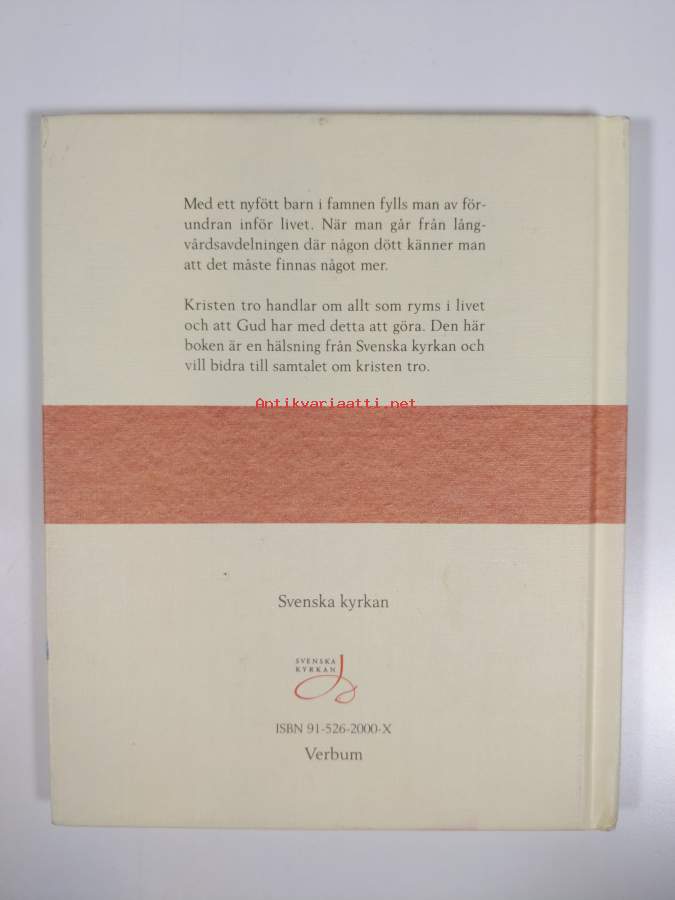 Med ett nyfött barn i famnen fylls man av för-
undran inför livet. När man går från lång-
vårdsavdelningen där någon dött känner man
att det måste finnas något mer.
Kristen tro handlar om allt som ryms i livet
och att Gud har med detta att göra. Den här
boken är en hälsning från Svenska kyrkan och
vill bidra till samtalet om kristen tro.
Antikvariaatti.net
Svenska kyrkan
SVENSKA
KYRKAN
ISBN 91-526-2000-X
Verbum